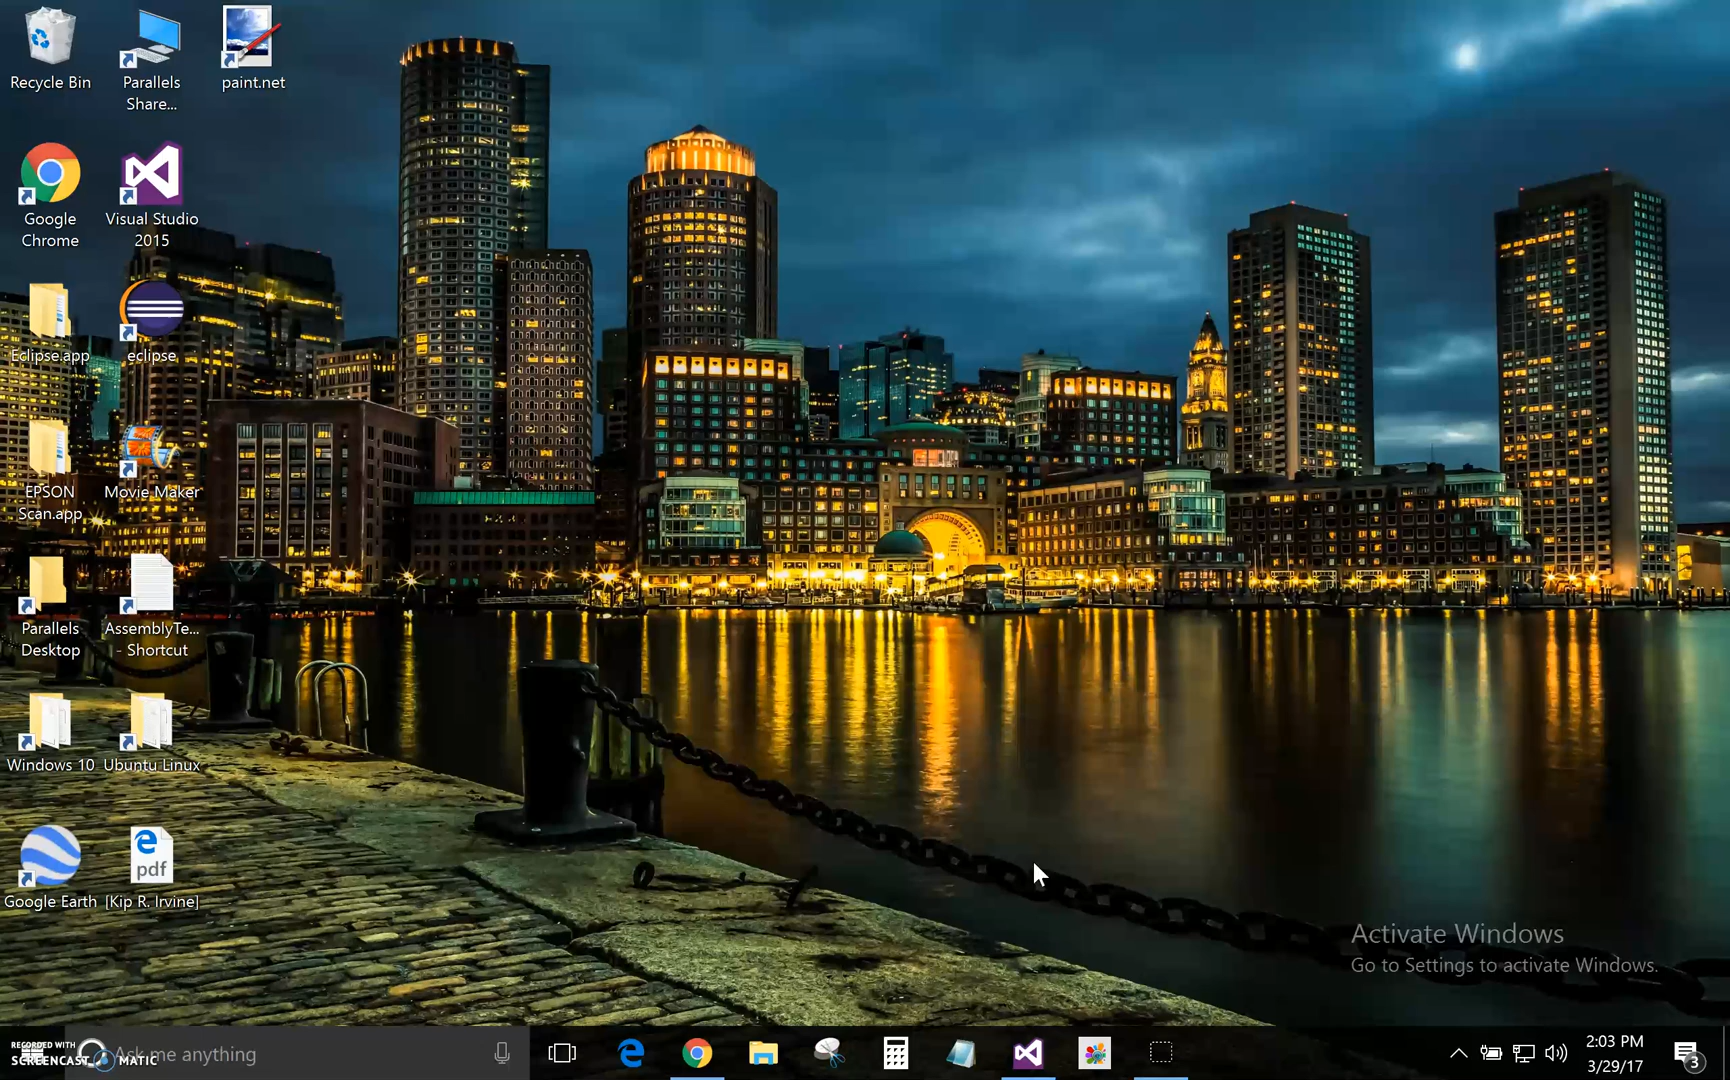 Recycle Bin
Parallels
Share...
paint.net
Google
Chrome
Visual Studio
2015
Eclipse.app
eclipse
EPSON
Scan.app
Movie Maker
Parallels
Desktop
AssemblyTe...
- Shortcut
Windows 10
Ubuntu Linux
Google Earth
pdf
[Kip R. Irvine]
Activate Windows
Go to Settings to activate Windows.
RECORDED WITH
SCREENCAST MATIC
Ask me anything
2:03 PM
3/29/17
3